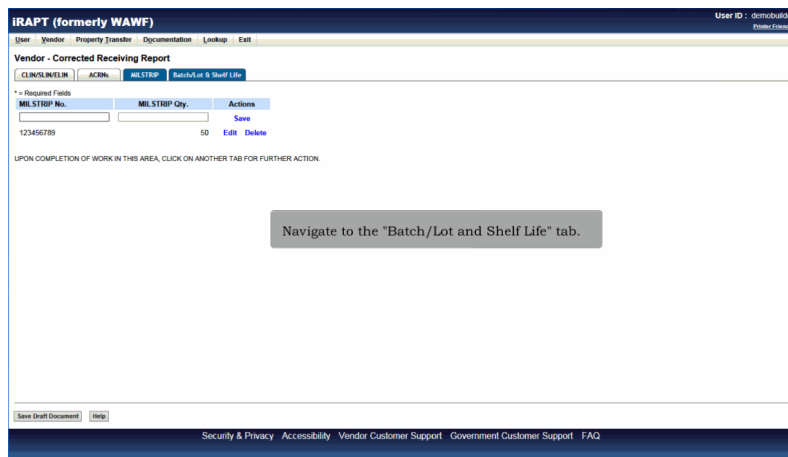 iRAPT (formerly WAWF)
User ID : demobuild
Printer Frien
User Vendor Property Transfer Documentation Lookup Exit
Vendor - Corrected Receiving Report
CLIN/SLIN/ELIN ACRNs MILSTRIP Batch/Lot & Shelf Life
* = Required Fields
MILSTRIP No. MILSTRIP Qty. Actions
Save
123456789 50 Edit Delete
UPON COMPLETION OF WORK IN THIS AREA, CLICK ON ANOTHER TAB FOR FURTHER ACTION.
Navigate to the "Batch/Lot and Shelf Life" tab.
Save Draft Document Help
Security & Privacy Accessibility Vendor Customer Support Government Customer Support FAQ